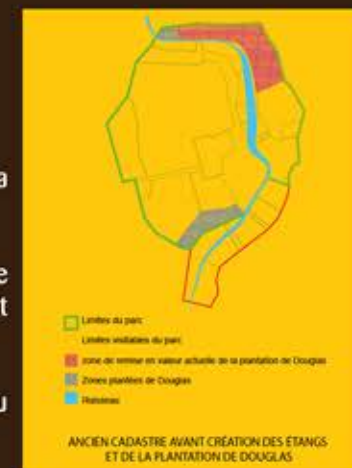 a
e
t
u
Limites du parc
Limites visitables du parc
zone de remise en valeur actuelle de la plantation de Douglas
Zones plantées de Douglas
Ruisseau
ANCIEN CADASTRE AVANT CRÉATION DES ÉTANGS
ET DE LA PLANTATION DE DOUGLAS